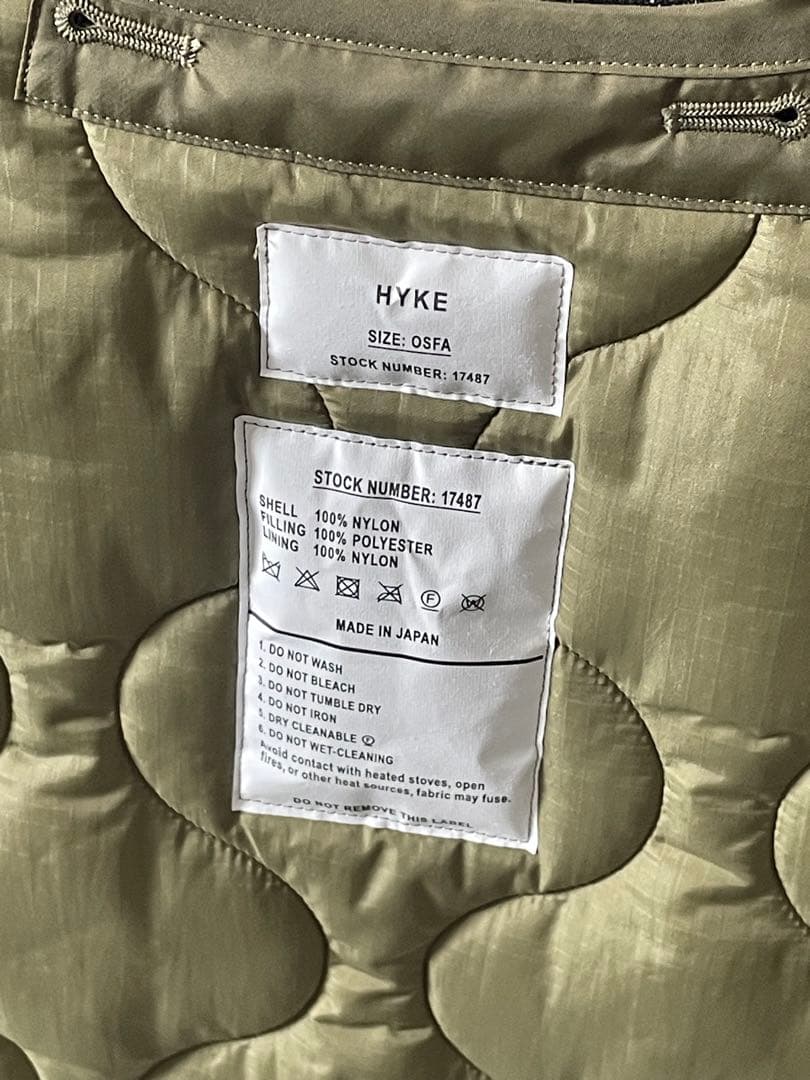 HYKE
SIZE: OSFA
STOCK NUMBER: 17487
STOCK NUMBER: 17487
SHELL 100% NYLON
FILLING 100% POLYESTER
LINING 100% NYLON
F W
MADE IN JAPAN
1. DO NOT WASH
2. DO NOT BLEACH
3. DO NOT TUMBLE DRY
4. DO NOT IRON
5. DRY CLEANABLE Ⓕ
6. DO NOT WET-CLEANING
Avoid contact with heated stoves, open
fires, or other heat sources, fabric may fuse.
DO NOT REMOVE THIS LABEL